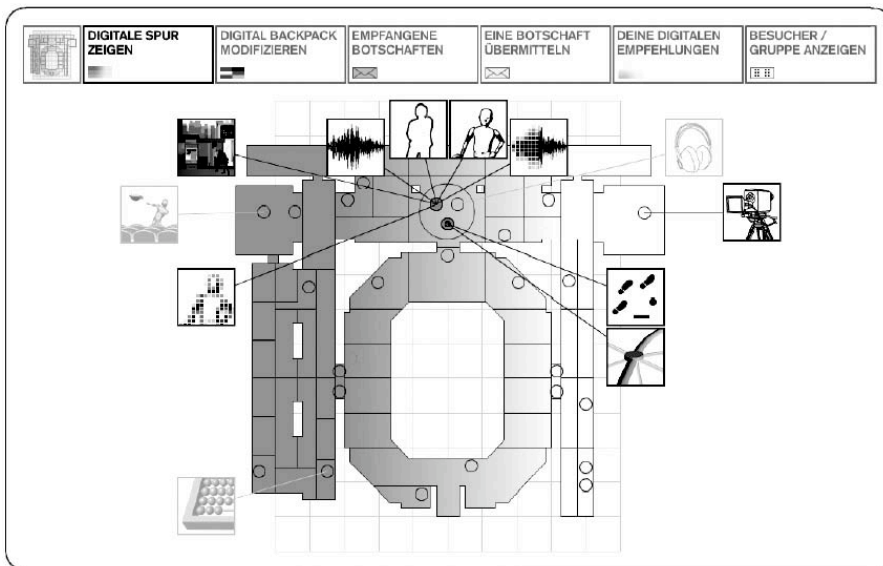 DIGITALE SPUR
ZEIGEN
DIGITAL BACKPACK
MODIFIZIEREN
EMPFANGENE
BOTSCHAFTEN
EINE BOTSCHAFT
ÜBERMITTELN
DEINE DIGITALEN
EMPFEHLUNGEN
BESUCHER /
GRUPPE ANZEIGEN